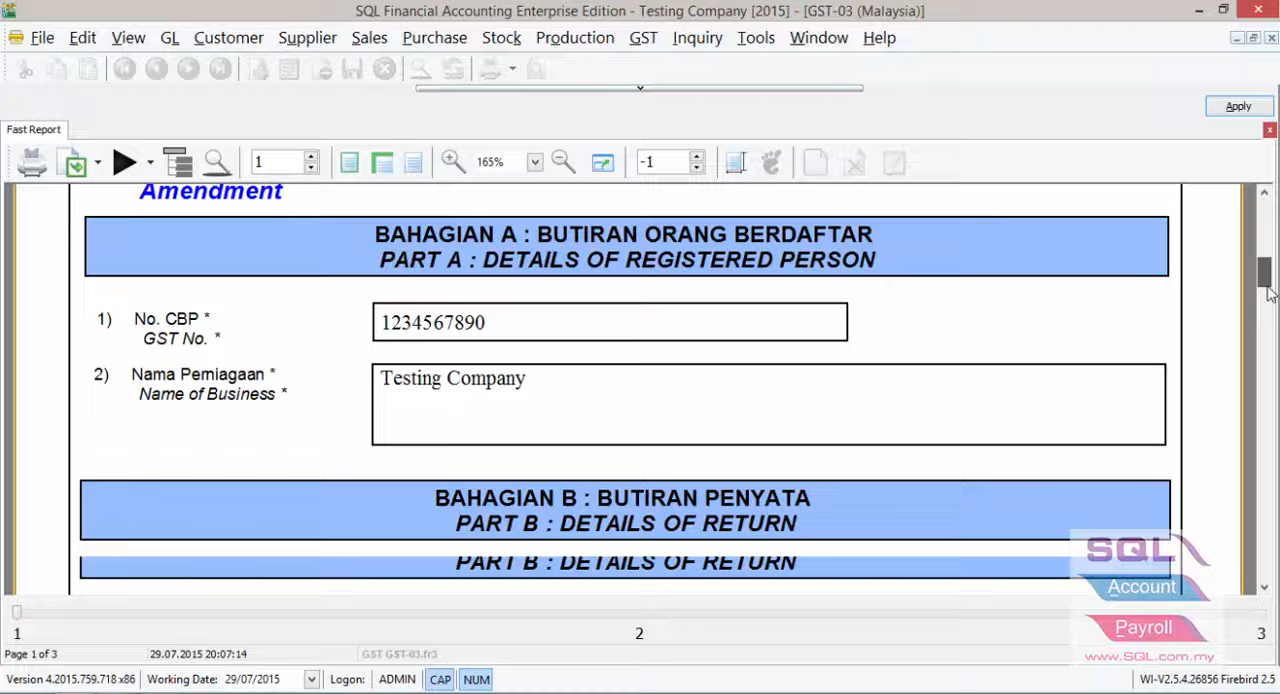 SQL Financial Accounting Enterprise Edition - Testing Company [2015] - [GST-03 (Malaysia)]
File Edit View GL Customer Supplier Sales Purchase Stock Production GST Inquiry Tools Window Help
Apply
Fast Report
1 165% -1
Amendment
BAHAGIAN A : BUTIRAN ORANG BERDAFTAR
PART A : DETAILS OF REGISTERED PERSON
1) No. CBP * 1234567890
GST No. *
2) Nama Perniagaan * Testing Company
Name of Business *
BAHAGIAN B : BUTIRAN PENYATA
PART B : DETAILS OF RETURN
PART B : DETAILS OF RETURN
SQL
Account
Payroll
www.SQL.com.my
1 2 3
Page 1 of 3 29.07.2015 20:07:14 GST GST-03.fr3
Version 4.2015.759.718 x86 Working Date: 29/07/2015 Logon: ADMIN CAP NUM WI-V2.5.4.26856 Firebird 2.5